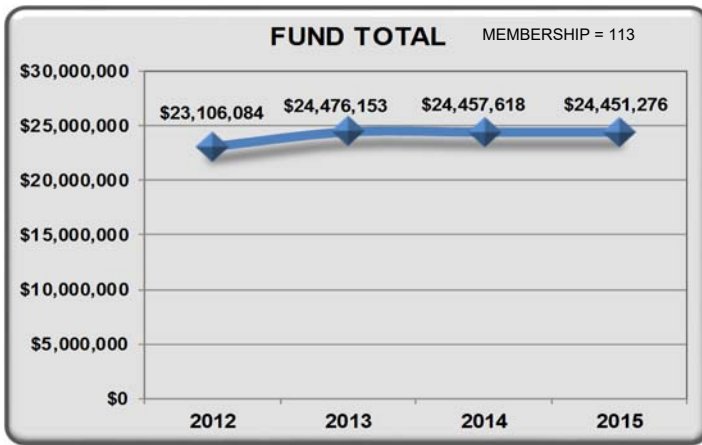 FUND TOTAL MEMBERSHIP = 113
$30,000,000
$23,106,084 $24,476,153 $24,457,618 $24,451,276
$25,000,000
$20,000,000
$15,000,000
$10,000,000
$5,000,000
$0
2012 2013 2014 2015